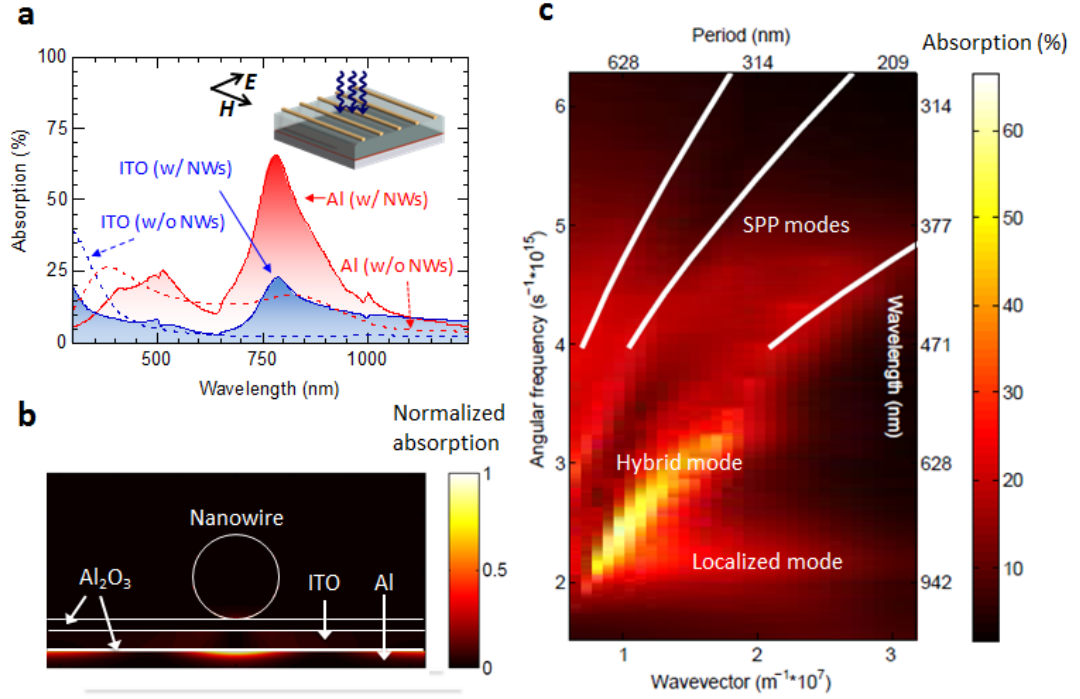 a
100
75
50
25
0
Absorption (%)
500
750
1000
Wavelength (nm)
E
H
ITO (w/ NWs)
ITO (w/o NWs)
Al (w/ NWs)
Al (w/o NWs)
b
Normalized
absorption
Nanowire
Al₂O₃
ITO
Al
1
0.5
0
c
Period (nm)
628
314
209
Absorption (%)
Angular frequency (s⁻¹*10¹⁵)
6
5
4
3
2
SPP modes
Hybrid mode
Localized mode
314
377
471
628
942
Wavelength (nm)
1
2
3
Wavevector (m⁻¹*10⁷)
60
50
40
30
20
10